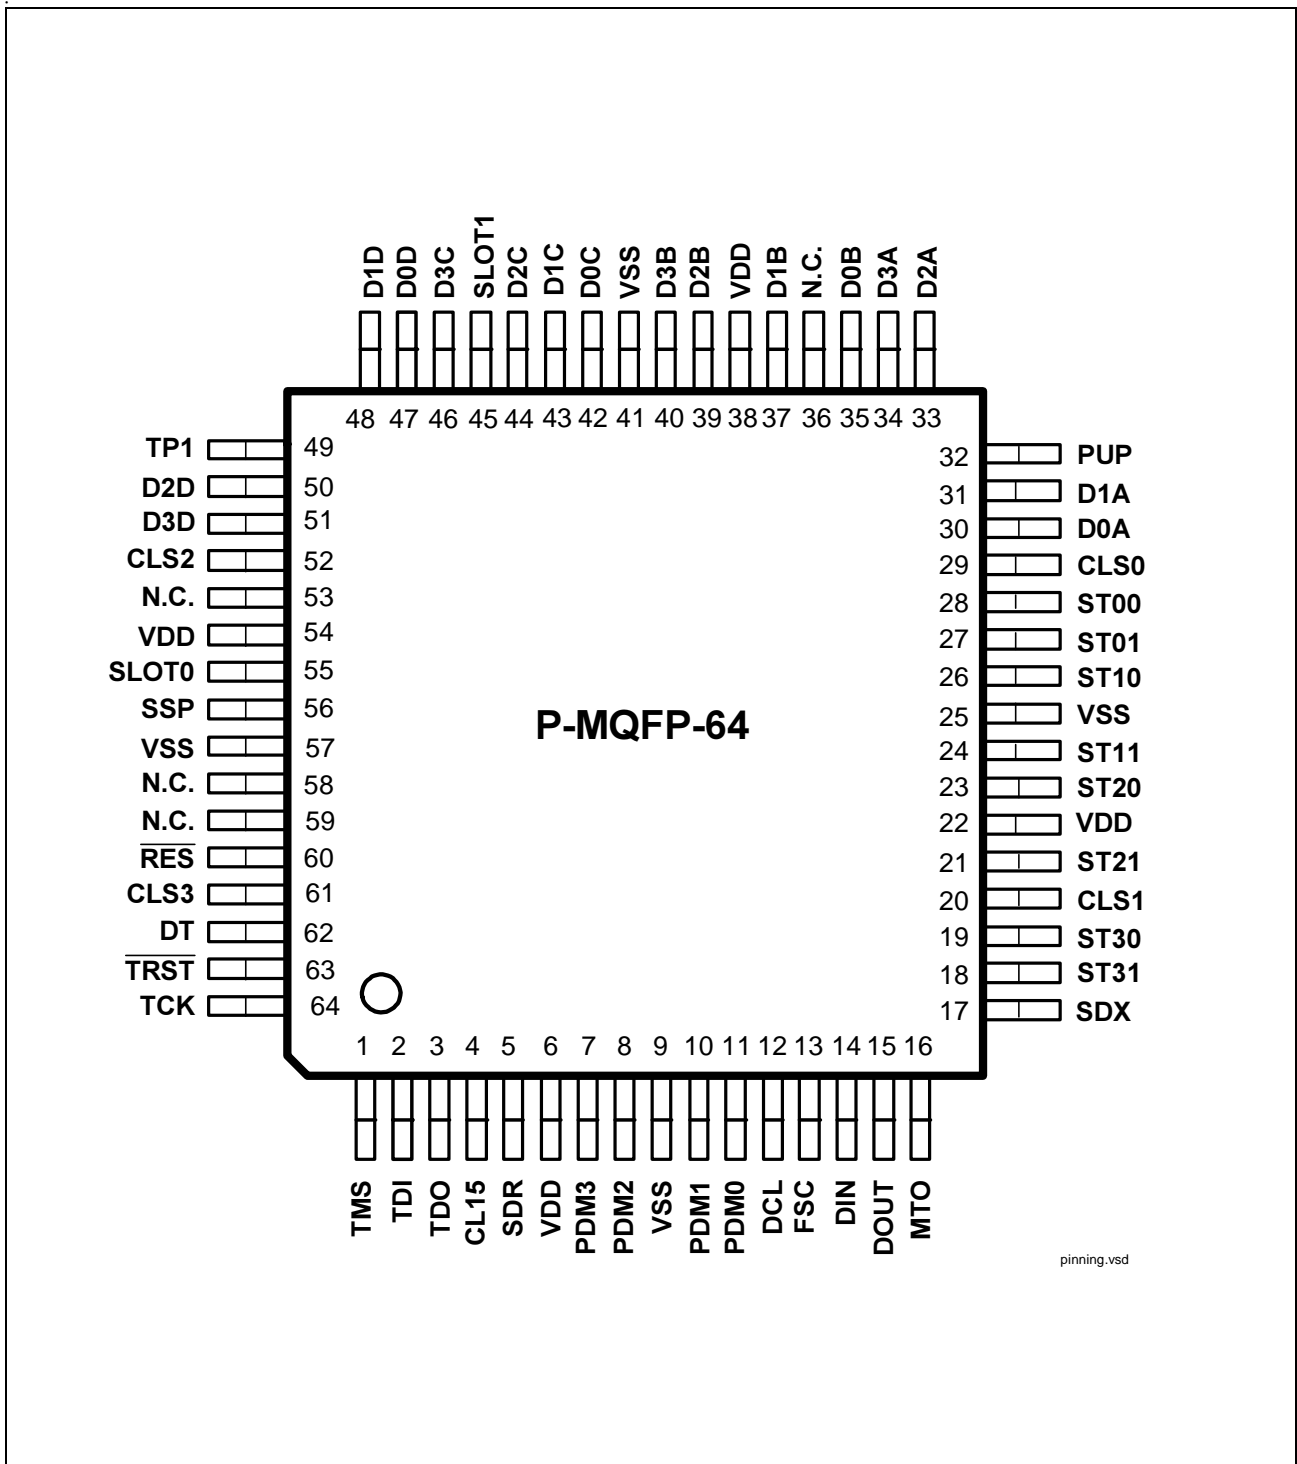 D1D D0D D3C SLOT1 D2C D1C D0C VSS D3B D2B VDD D1B N.C. D0B D3A D2A
48 47 46 45 44 43 42 41 40 39 38 37 36 35 34 33
TP1 49
D2D 50
D3D 51
CLS2 52
N.C. 53
VDD 54
SLOT0 55
SSP 56
VSS 57
N.C. 58
N.C. 59
RES 60
CLS3 61
DT 62
TRST 63
TCK 64
P-MQFP-64
32 PUP
31 D1A
30 D0A
29 CLS0
28 ST00
27 ST01
26 ST10
25 VSS
24 ST11
23 ST20
22 VDD
21 ST21
20 CLS1
19 ST30
18 ST31
17 SDX
1 2 3 4 5 6 7 8 9 10 11 12 13 14 15 16
TMS TDI TDO CL15 SDR VDD PDM3 PDM2 VSS PDM1 PDM0 DCL FSC DIN DOUT MTO
pinning.vsd